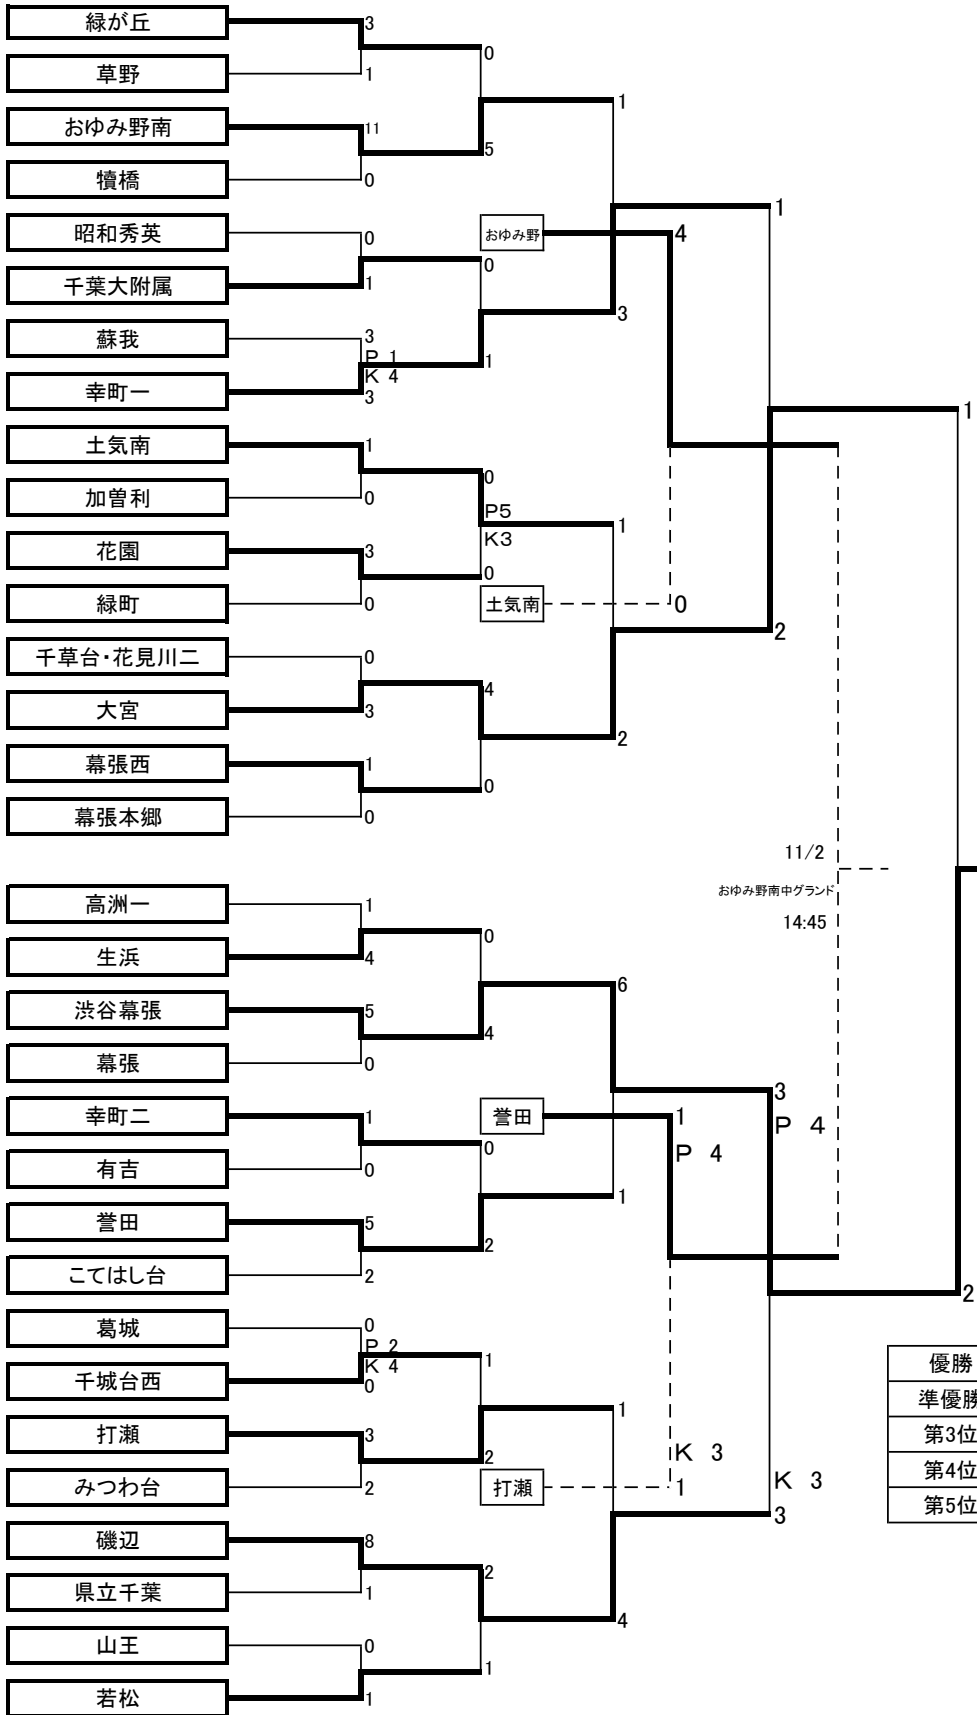 緑が丘
3
0
草野
1
1
おゆみ野南
11
5
犢橋
0
1
昭和秀英
0
おゆみ野
4
千葉大附属
1
0
3
蘇我
3
P 1
K 4
1
幸町一
3
1
土気南
1
0
加曽利
0
P5
1
K3
花園
3
0
緑町
0
土気南
0
2
千草台・花見川二
0
4
大宮
3
2
幕張西
1
0
幕張本郷
0
11/2
おゆみ野南中グランド
14:45
高洲一
1
0
生浜
4
6
渋谷幕張
5
4
幕張
0
3
幸町二
1
誉田
1
P 4
0
P 4
有吉
0
1
誉田
5
2
こてはし台
2
2
葛城
0
P 2
1
K 4
千城台西
0
1
打瀬
3
2
K 3
みつわ台
2
打瀬
1
K 3
3
磯辺
8
2
県立千葉
1
4
山王
0
1
若松
1
優勝
準優勝
第3位
第4位
第5位